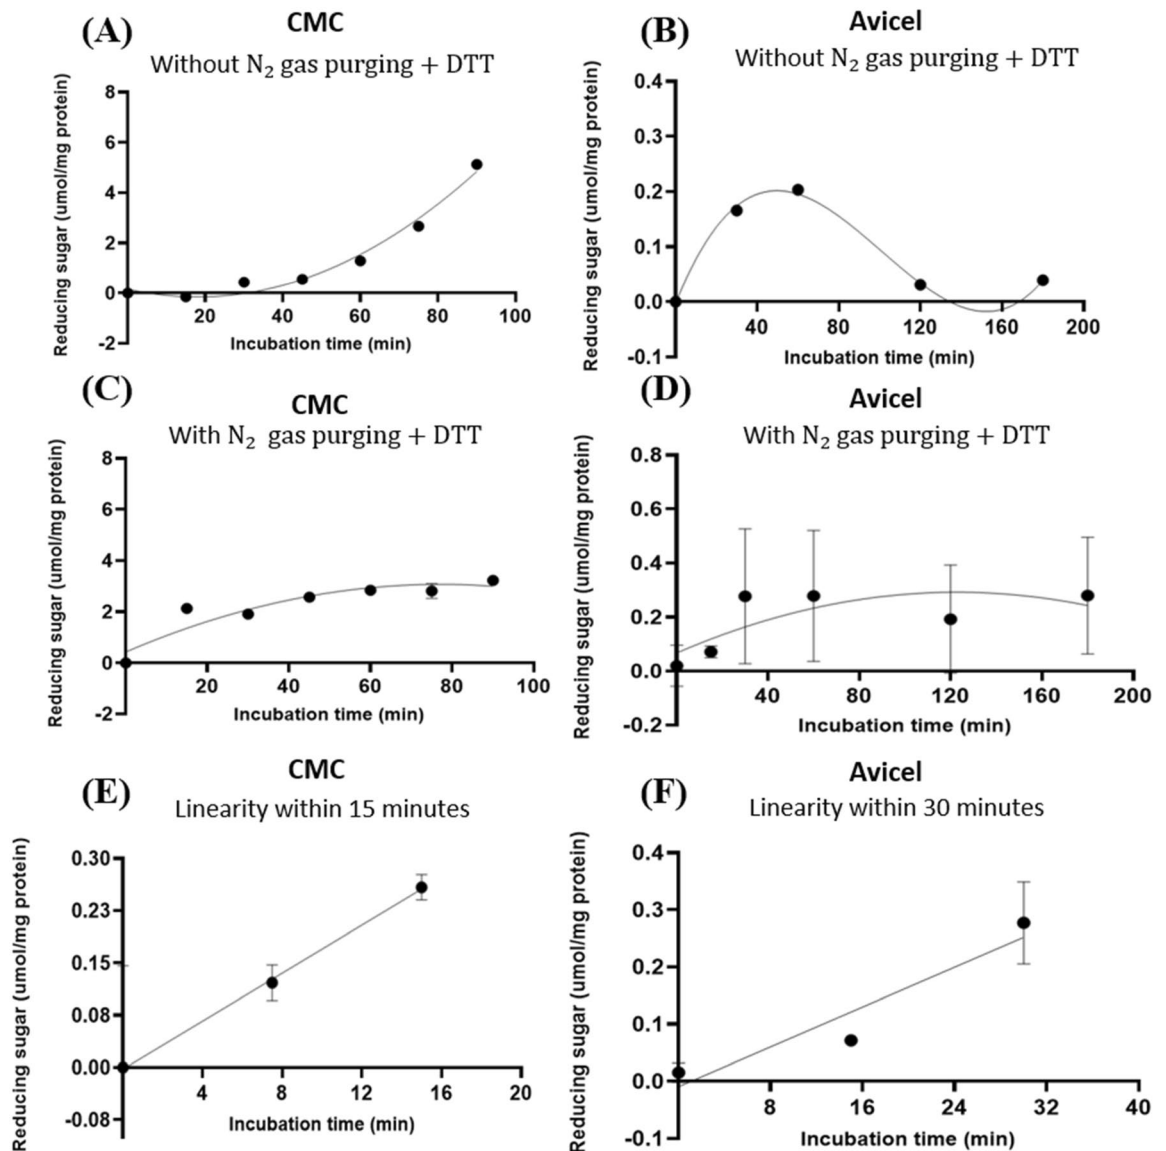 (A)
CMC
Without N₂ gas purging + DTT
Reducing sugar (umol/mg protein)
8
6
4
2
0
-2
20
40
60
80
100
Incubation time (min)
(B)
Avicel
Without N₂ gas purging + DTT
Reducing sugar (umol/mg protein)
0.4
0.3
0.2
0.1
0.0
-0.1
40
80
120
160
200
Incubation time (min)
(C)
CMC
With N₂ gas purging + DTT
Reducing sugar (umol/mg protein)
8
6
4
2
0
-2
20
40
60
80
100
Incubation time (min)
(D)
Avicel
With N₂ gas purging + DTT
Reducing sugar (umol/mg protein)
0.8
0.6
0.4
0.2
0.0
-0.2
40
80
120
160
200
Incubation time (min)
(E)
CMC
Linearity within 15 minutes
Reducing sugar (umol/mg protein)
0.30
0.23
0.15
0.08
0.00
-0.08
4
8
12
16
20
Incubation time (min)
(F)
Avicel
Linearity within 30 minutes
Reducing sugar (umol/mg protein)
0.4
0.3
0.2
0.1
0.0
-0.1
8
16
24
32
40
Incubation time (min)